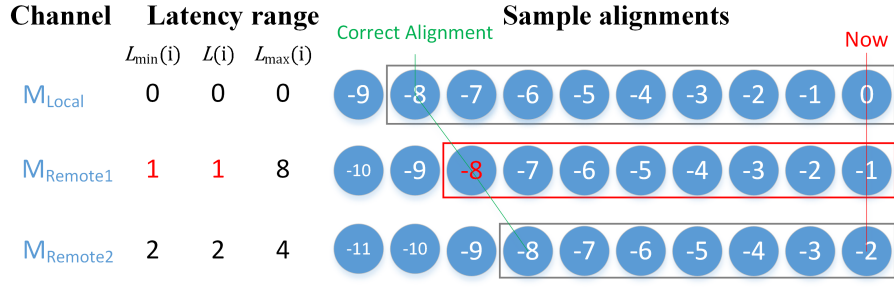 Channel Latency range Sample alignments
Correct Alignment
Now
Lmin(i) L(i) Lmax(i)
MLocal 0 0 0 -9 -8 -7 -6 -5 -4 -3 -2 -1 0
MRemote1 1 1 8 -10 -9 -8 -7 -6 -5 -4 -3 -2 -1
MRemote2 2 2 4 -11 -10 -9 -8 -7 -6 -5 -4 -3 -2